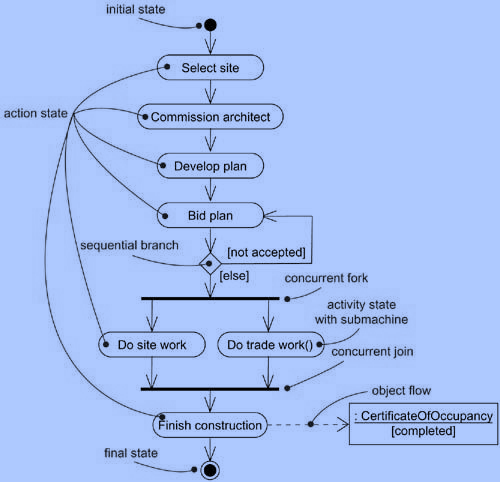 initial state
Select site
action state
Commission architect
Develop plan
Bid plan
sequential branch
[not accepted]
[else]
concurrent fork
activity state
with submachine
Do site work
Do trade work()
concurrent join
object flow
: CertificateOfOccupancy
[completed]
Finish construction
final state